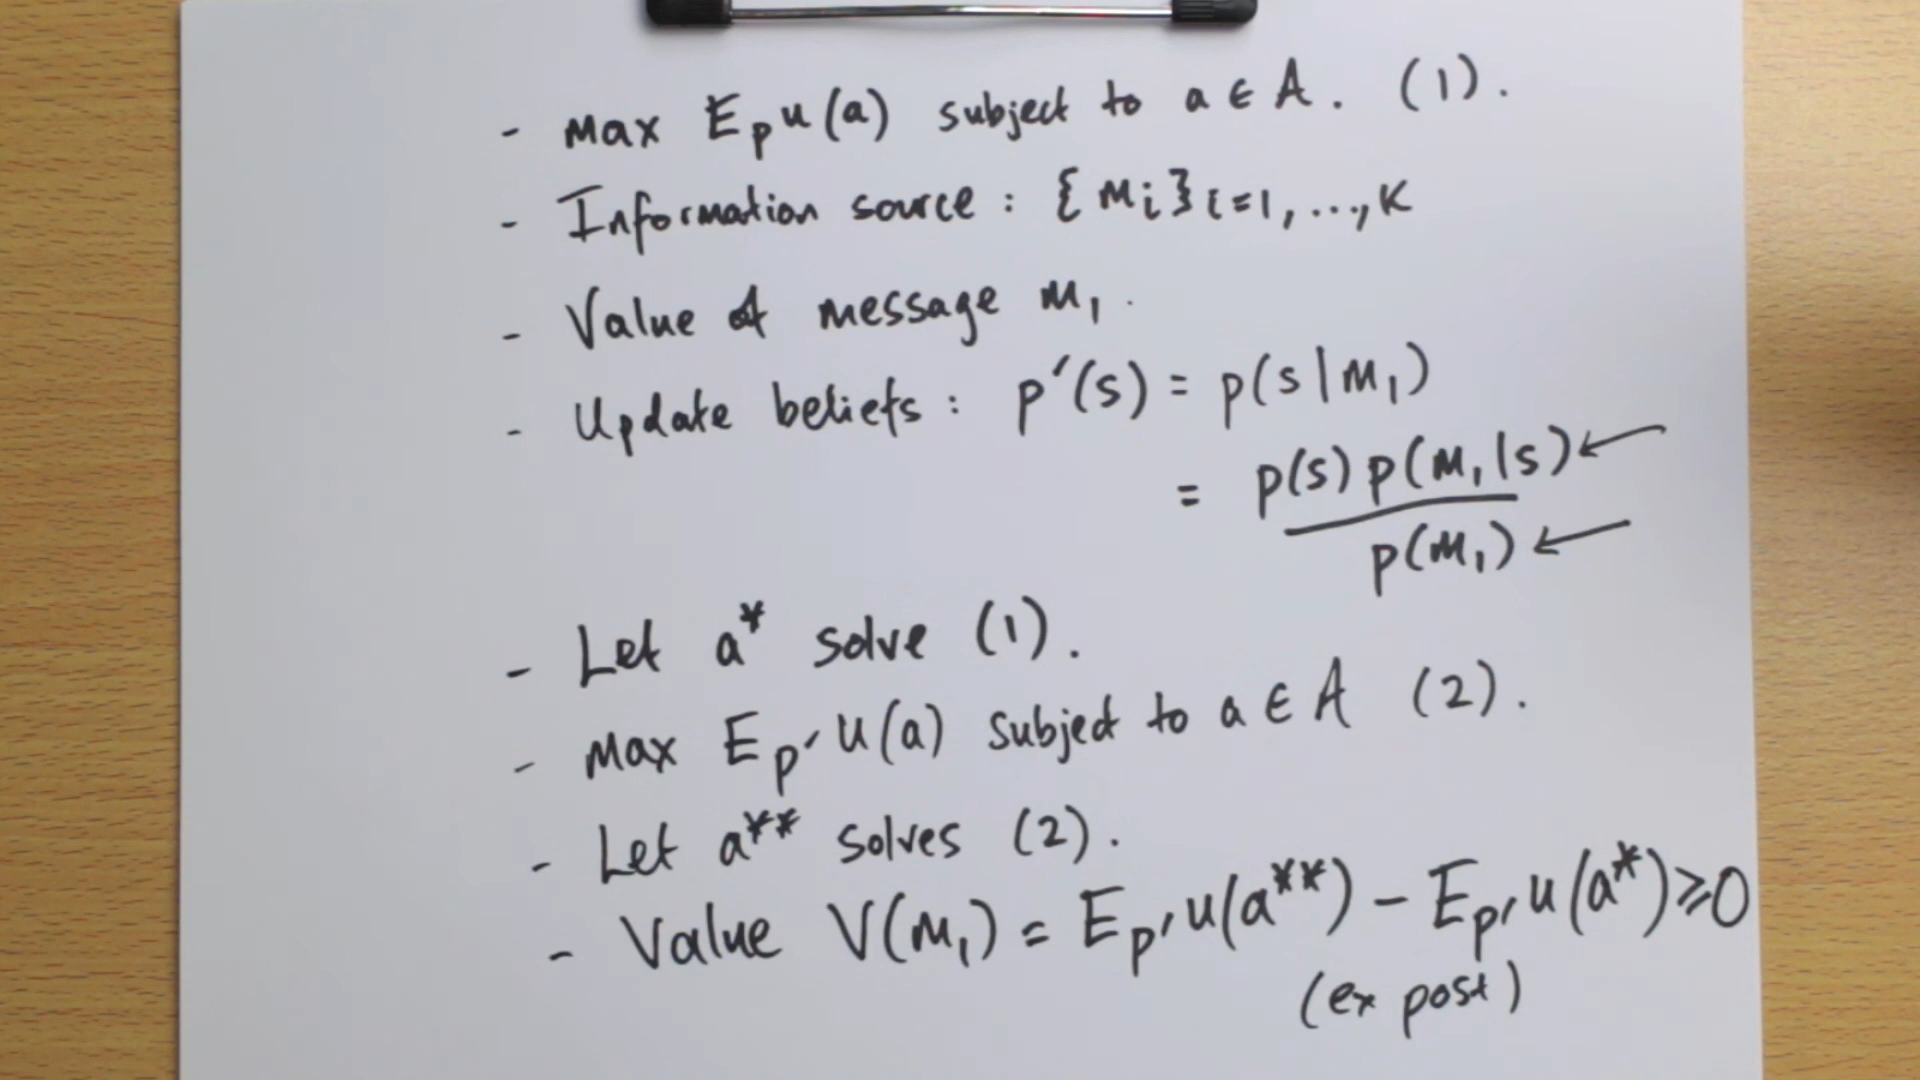 - Max E_p u(a) subject to a ∈ A. (1).
- Information source: {m_i}_{i=1,...,K}
- Value of message m_1.
- Update beliefs: p'(s) = p(s|m_1)
= p(s) p(m_1|s) ←
p(m_1) ←
- Let a* solve (1).
- Max E_p' u(a) subject to a ∈ A (2).
- Let a** solves (2).
- Value V(m_1) = E_p' u(a**) - E_p' u(a*) ≥ 0
(ex post)